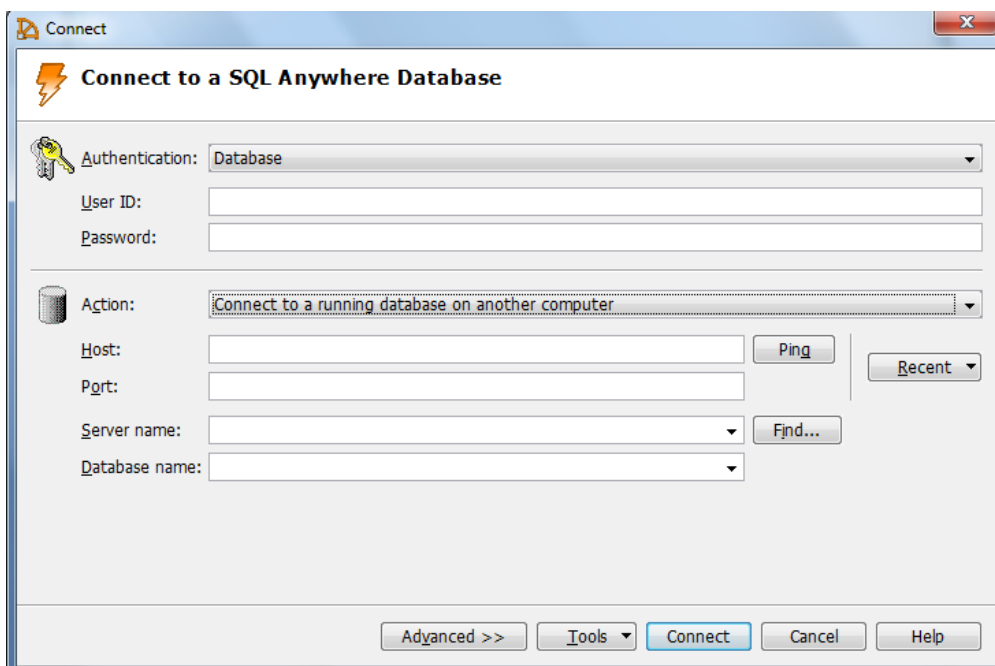 Connect
Connect to a SQL Anywhere Database
Authentication: Database
User ID:
Password:
Action: Connect to a running database on another computer
Host: Ping
Recent
Port:
Server name: Find...
Database name:
Advanced >> Tools Connect Cancel Help